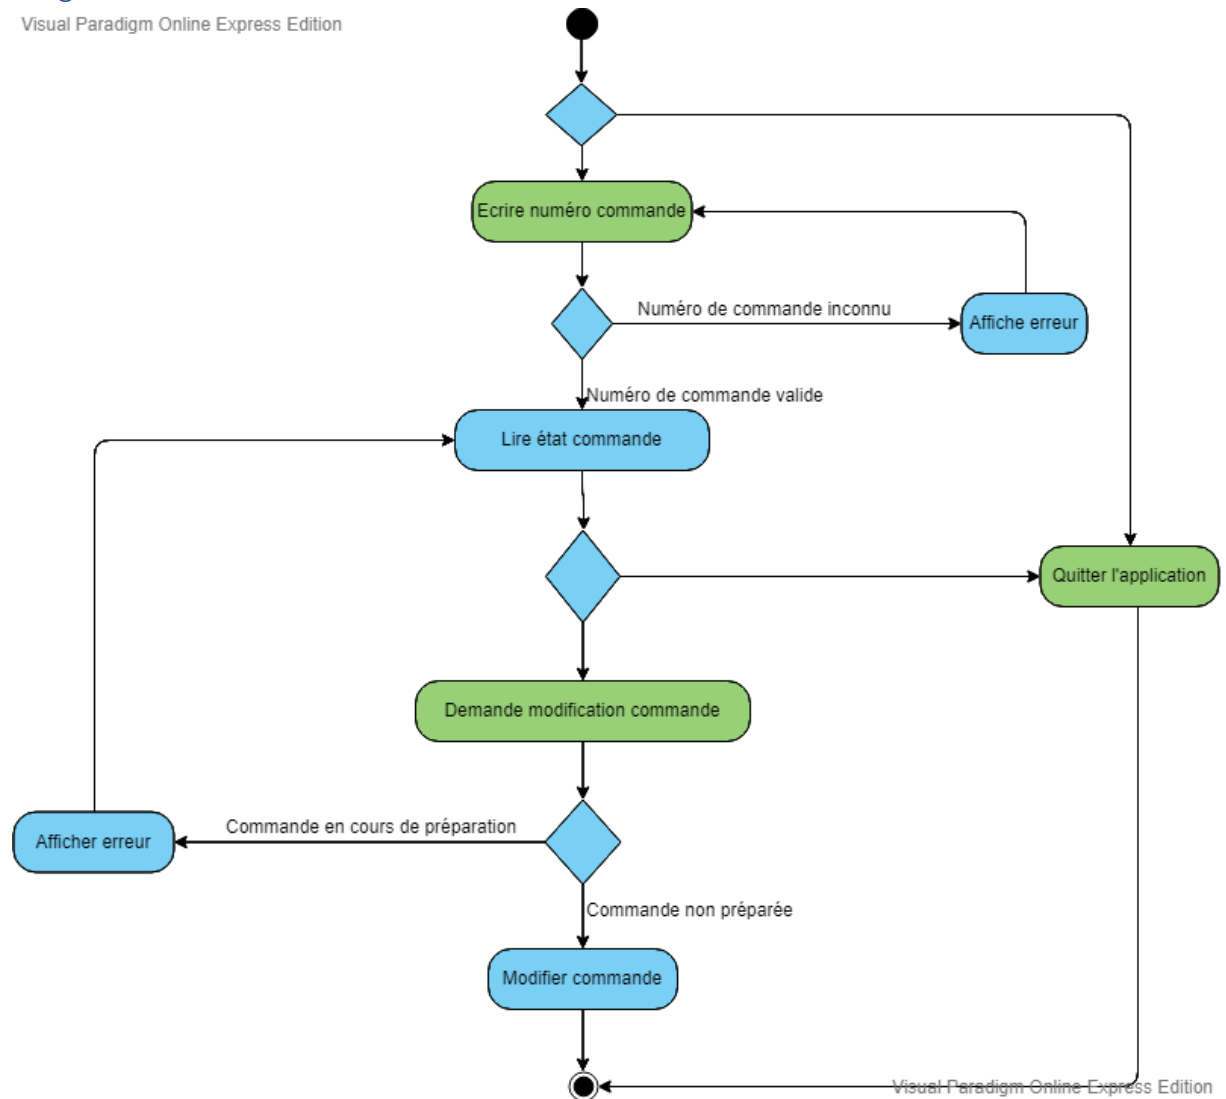 Visual Paradigm Online Express Edition
Ecrire numéro commande
Numéro de commande inconnu
Affiche erreur
Numéro de commande valide
Lire état commande
Quitter l'application
Demande modification commande
Commande en cours de préparation
Afficher erreur
Commande non préparée
Modifier commande
Visual Paradigm Online Express Edition